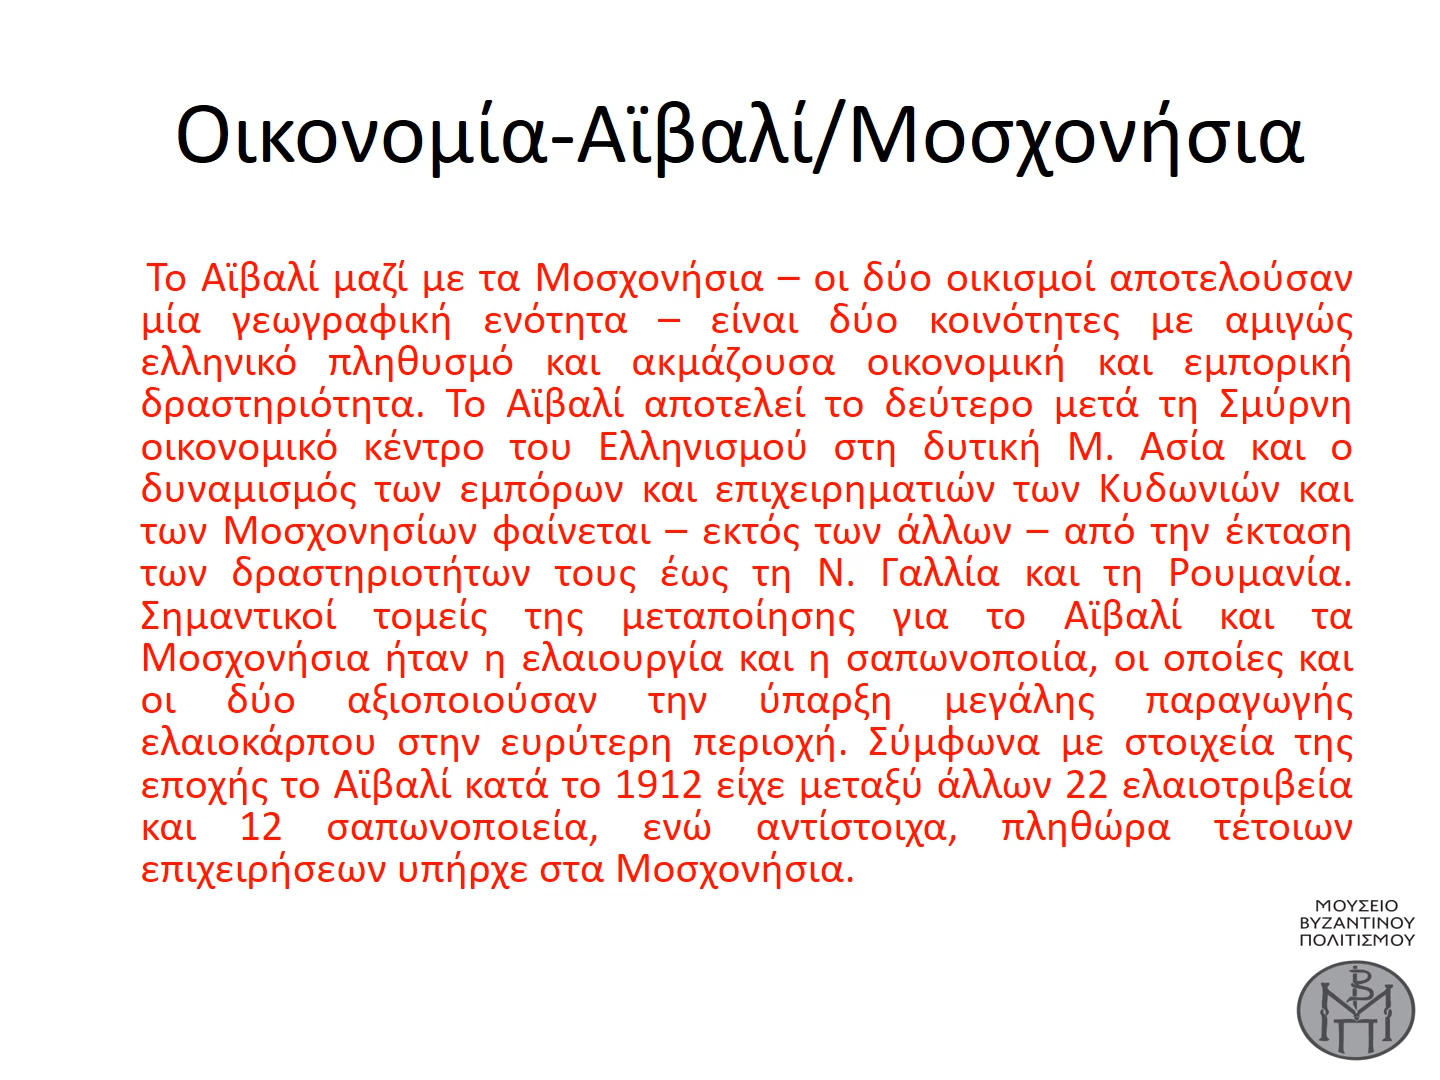 Οικονομία-Αϊβαλί/Μοσχονήσια
Το Αϊβαλί μαζί με τα Μοσχονήσια – οι δύο οικισμοί αποτελούσαν
μία γεωγραφική ενότητα – είναι δύο κοινότητες με αμιγώς
ελληνικό πληθυσμό και ακμάζουσα οικονομική και εμπορική
δραστηριότητα. Το Αϊβαλί αποτελεί το δεύτερο μετά τη Σμύρνη
οικονομικό κέντρο του Ελληνισμού στη δυτική Μ. Ασία και ο
δυναμισμός των εμπόρων και επιχειρηματιών των Κυδωνιών και
των Μοσχονησίων φαίνεται – εκτός των άλλων – από την έκταση
των δραστηριοτήτων τους έως τη Ν. Γαλλία και τη Ρουμανία.
Σημαντικοί τομείς της μεταποίησης για το Αϊβαλί και τα
Μοσχονήσια ήταν η ελαιουργία και η σαπωνοποιία, οι οποίες και
οι δύο αξιοποιούσαν την ύπαρξη μεγάλης παραγωγής
ελαιοκάρπου στην ευρύτερη περιοχή. Σύμφωνα με στοιχεία της
εποχής το Αϊβαλί κατά το 1912 είχε μεταξύ άλλων 22 ελαιοτριβεία
και 12 σαπωνοποιεία, ενώ αντίστοιχα, πληθώρα τέτοιων
επιχειρήσεων υπήρχε στα Μοσχονήσια.
ΜΟΥΣΕΙΟ
ΒΥΖΑΝΤΙΝΟΥ
ΠΟΛΙΤΙΣΜΟΥ